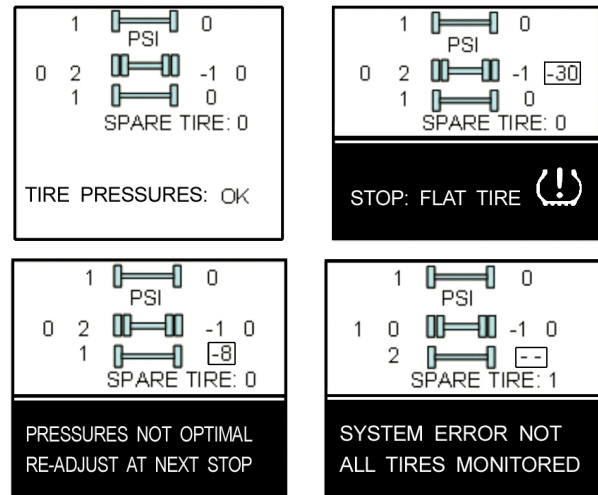 1 0
PSI
0 2 -1 0
1 0
SPARE TIRE: 0
TIRE PRESSURES: OK
1 0
PSI
0 2 -1 -30
1 0
SPARE TIRE: 0
STOP: FLAT TIRE
1 0
PSI
0 2 -1 0
1 -8
SPARE TIRE: 0
PRESSURES NOT OPTIMAL
RE-ADJUST AT NEXT STOP
1 0
PSI
1 0 -1 0
2 --
SPARE TIRE: 1
SYSTEM ERROR NOT
ALL TIRES MONITORED